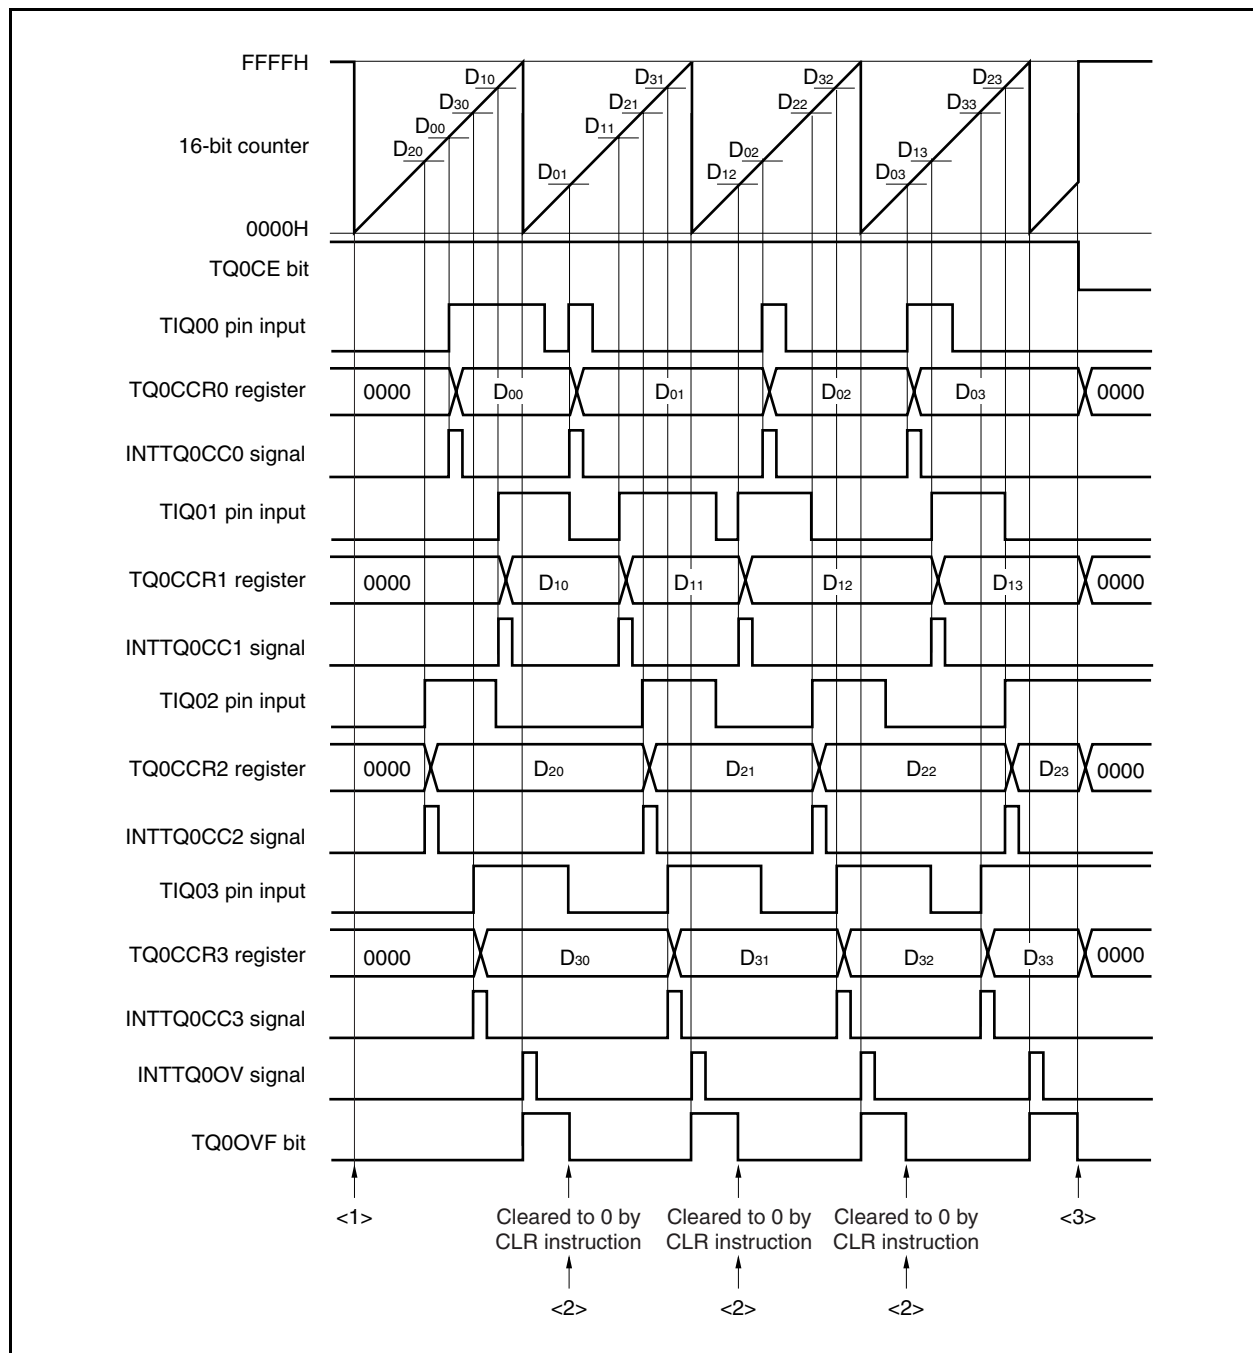 FFFFH
D10 D31 D32 D23
D30 D21 D22 D33
D00 D11
16-bit counter
D20 D02 D13
D01 D12 D03
0000H
TQ0CE bit
TIQ00 pin input
TQ0CCR0 register 0000 D00 D01 D02 D03 0000
INTTQ0CC0 signal
TIQ01 pin input
TQ0CCR1 register 0000 D10 D11 D12 D13 0000
INTTQ0CC1 signal
TIQ02 pin input
TQ0CCR2 register 0000 D20 D21 D22 D23 0000
INTTQ0CC2 signal
TIQ03 pin input
TQ0CCR3 register 0000 D30 D31 D32 D33 0000
INTTQ0CC3 signal
INTTQ0OV signal
TQ0OVF bit
<1> Cleared to 0 by Cleared to 0 by Cleared to 0 by <3>
CLR instruction CLR instruction CLR instruction
<2> <2> <2>